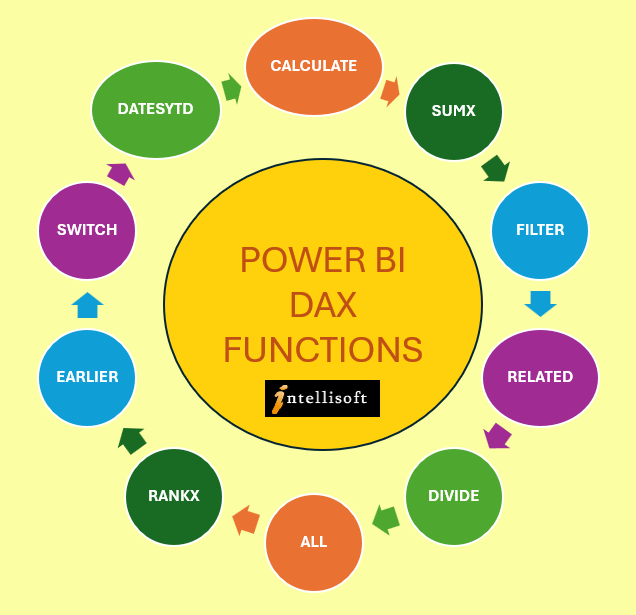 CALCULATE
SUMX
FILTER
RELATED
DIVIDE
ALL
RANKX
EARLIER
SWITCH
DATESYTD
POWER BI
DAX
FUNCTIONS
intellisoft